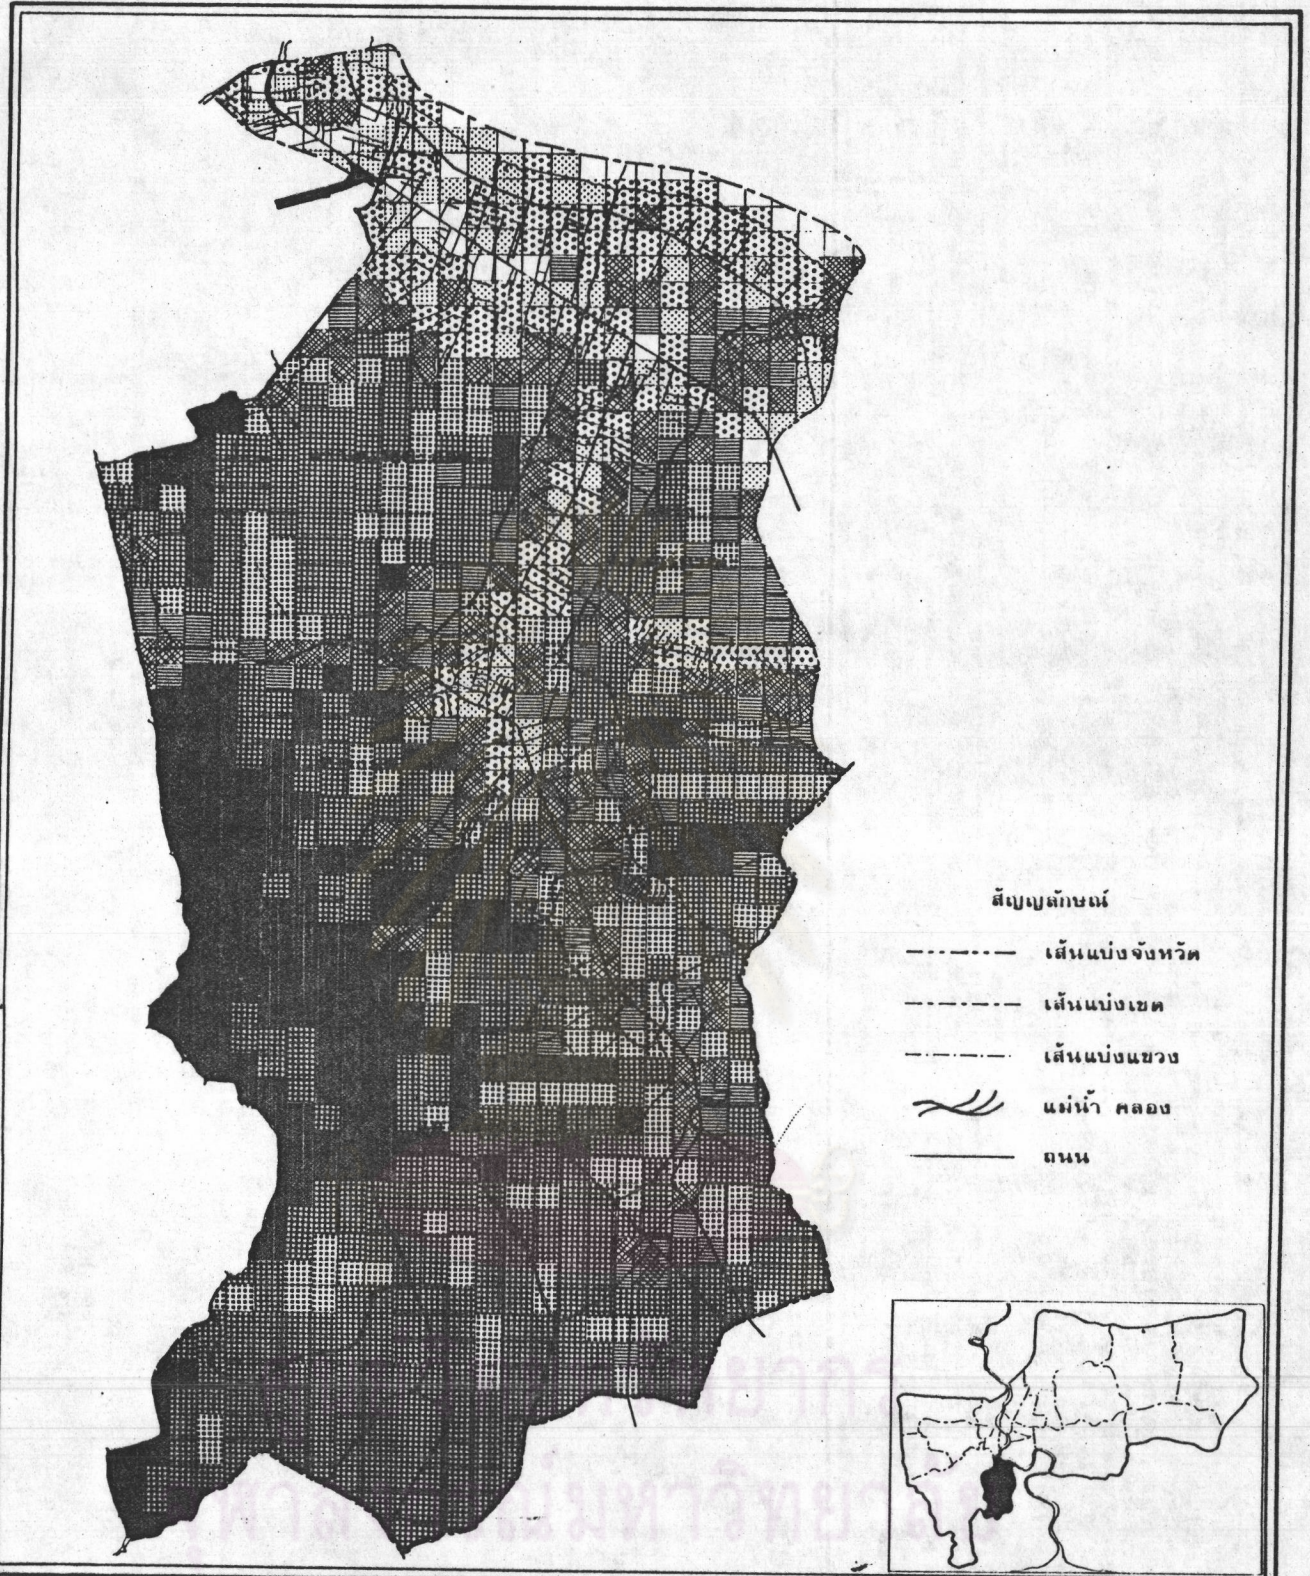 สัญญลักษณ์
เส้นแบ่งจังหวัด
เส้นแบ่งเขต
เส้นแบ่งแขวง
แม่น้ำ คลอง
ถนน